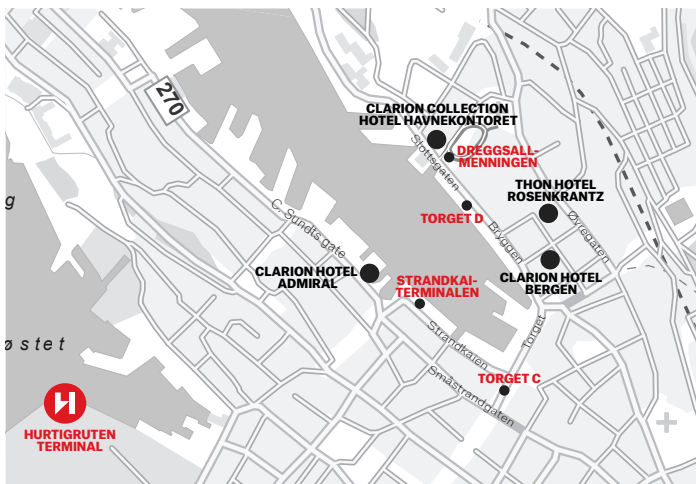 270
CLARION COLLECTION
HOTEL HAVNEKONTORET
DREGGSALL-
MENNINGEN
Slottsgaten
THON HOTEL
ROSENKRANTZ
g
TORGET D
Bryggen
Øvregaten
C. Sundts gate
CLARION HOTEL
ADMIRAL
STRANDKAI-
TERMINALEN
CLARION HOTEL
BERGEN
østet
Strandkaien
Torget
Småstrandgaten
TORGET C
H
HURTIGRUTEN
TERMINAL